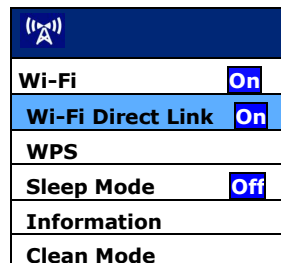 Wi-Fi On
Wi-Fi Direct Link On
WPS
Sleep Mode Off
Information
Clean Mode